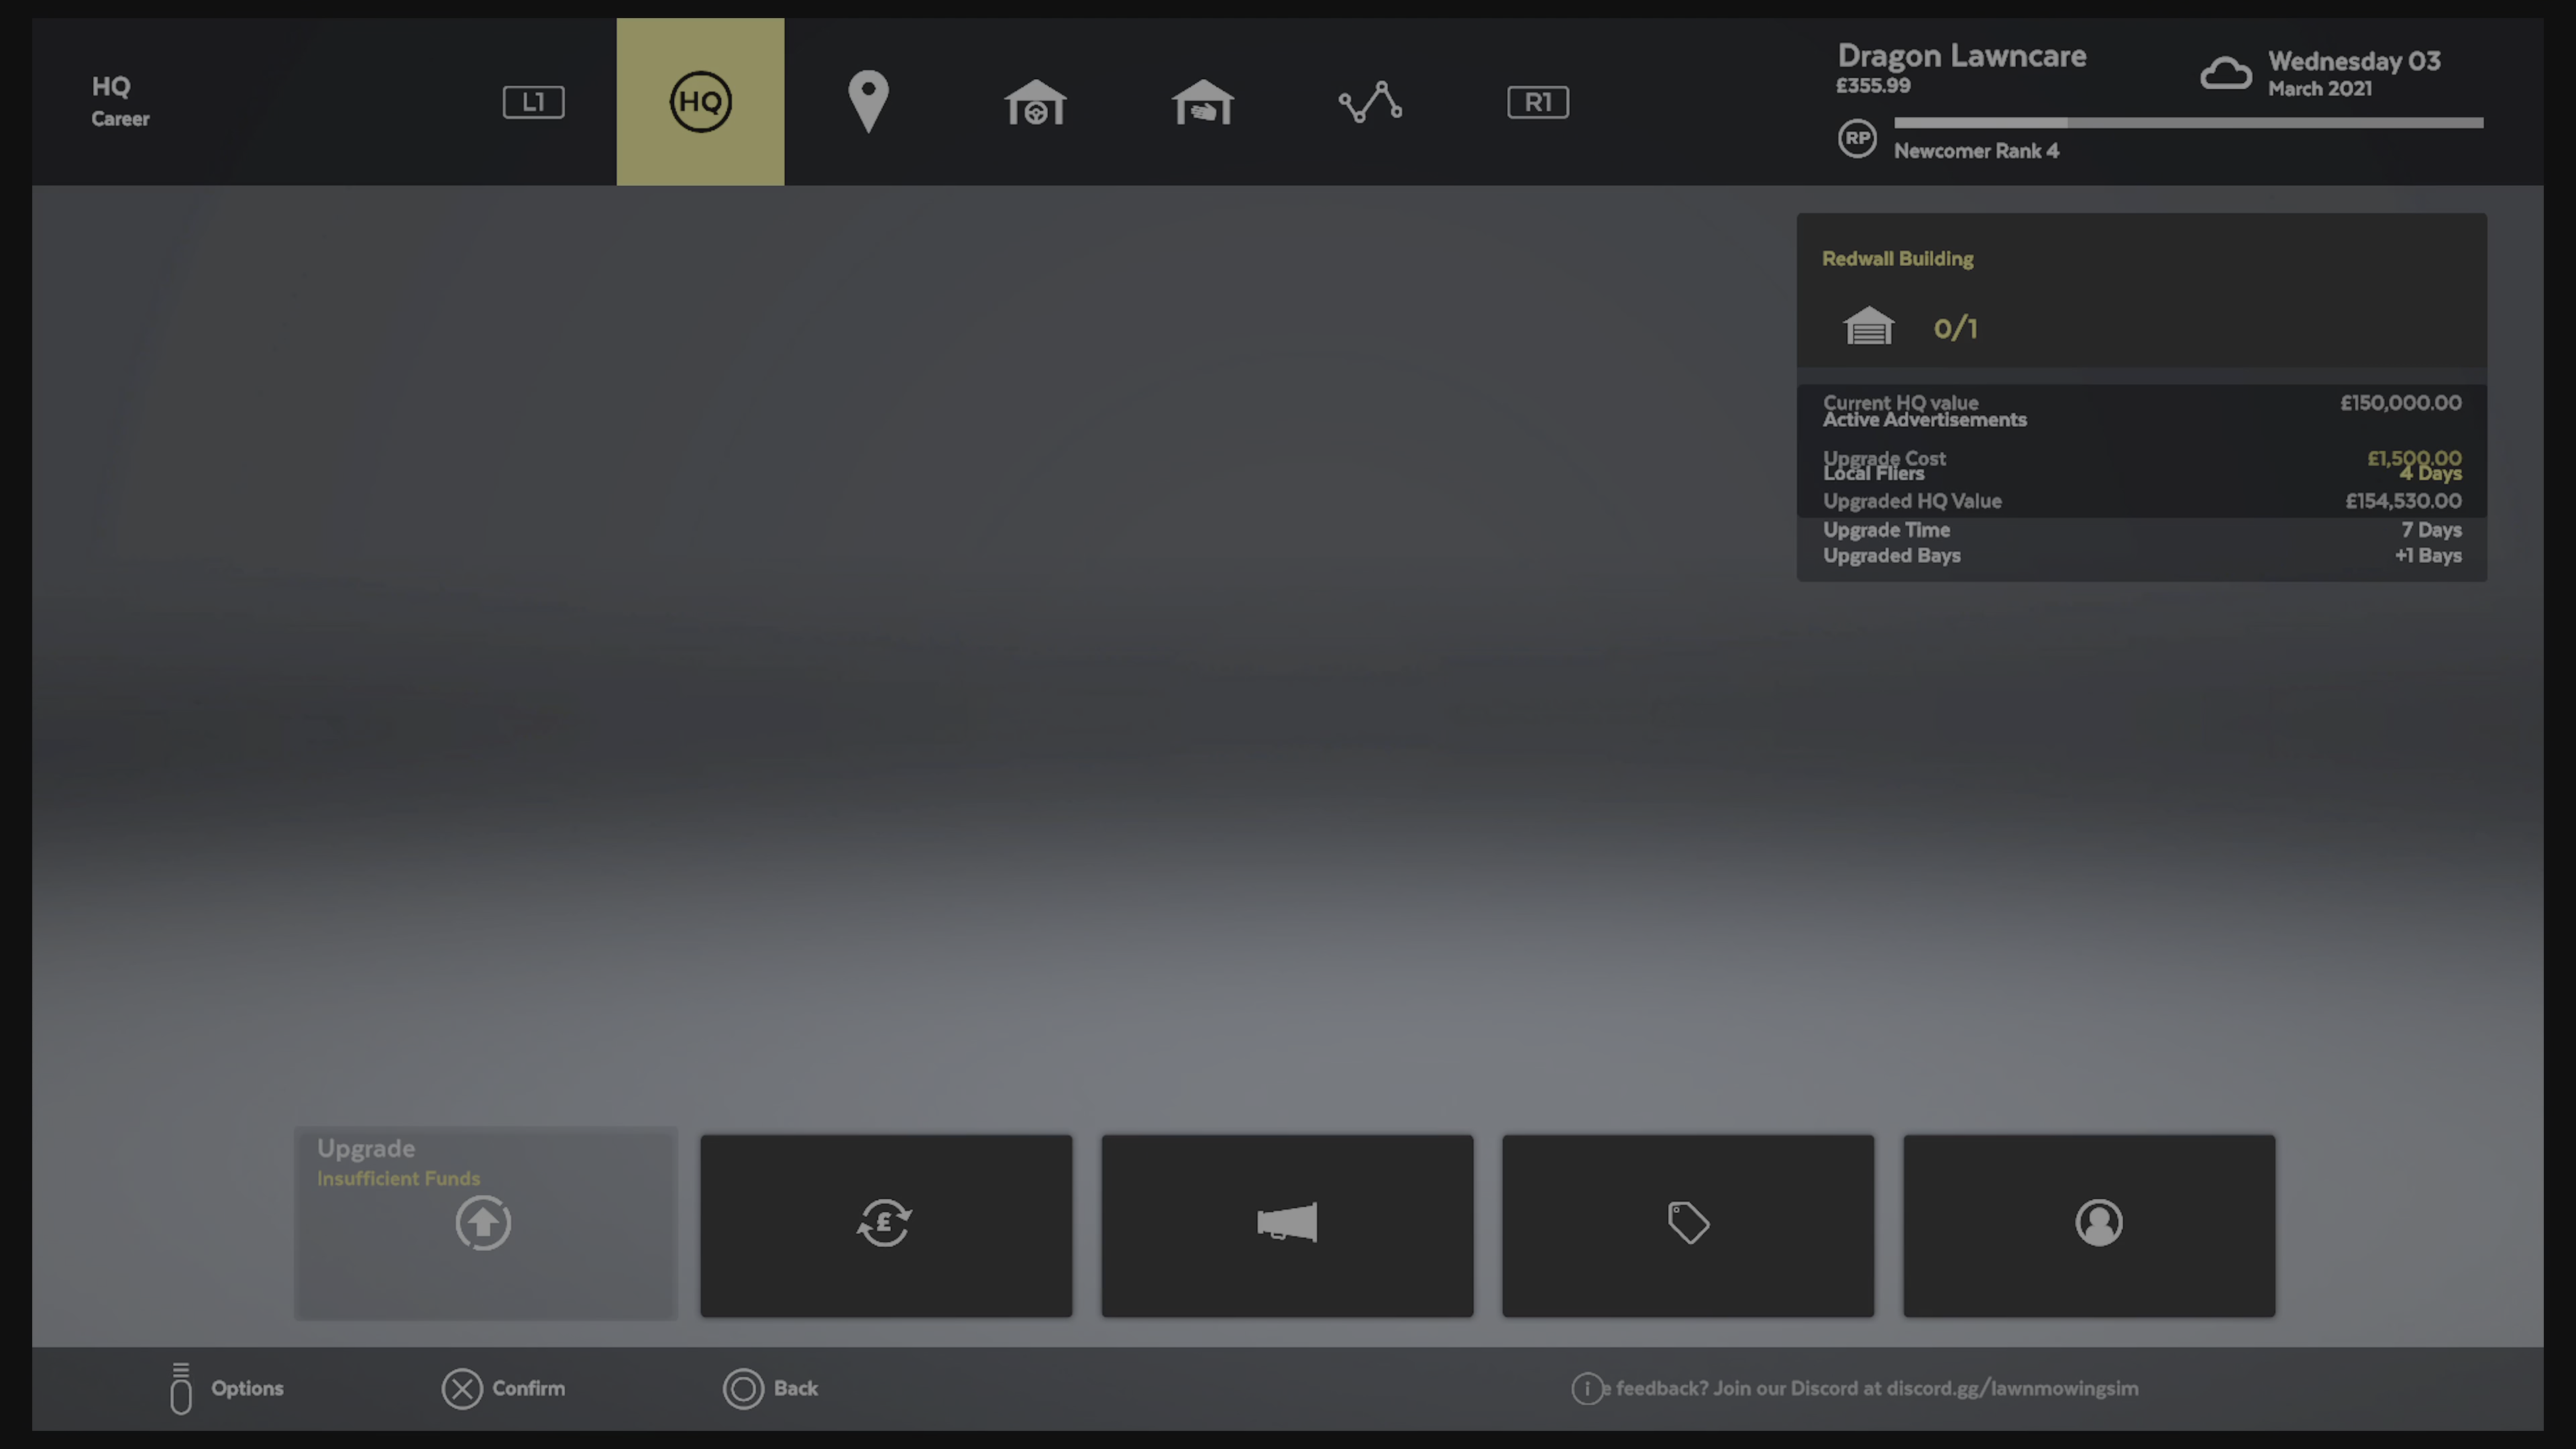 HQ
Career
L1
HQ
R1
Dragon Lawncare
£355.99
Wednesday 03
March 2021
RP
Newcomer Rank 4
Redwall Building
0/1
Current HQ value £150,000.00
Active Advertisements
Upgrade Cost £1,500.00
Local Fliers 4 Days
Upgraded HQ Value £154,530.00
Upgrade Time 7 Days
Upgraded Bays +1 Bays
Upgrade
Insufficient Funds
£
Options
Confirm
Back
e feedback? Join our Discord at discord.gg/lawnmowingsim